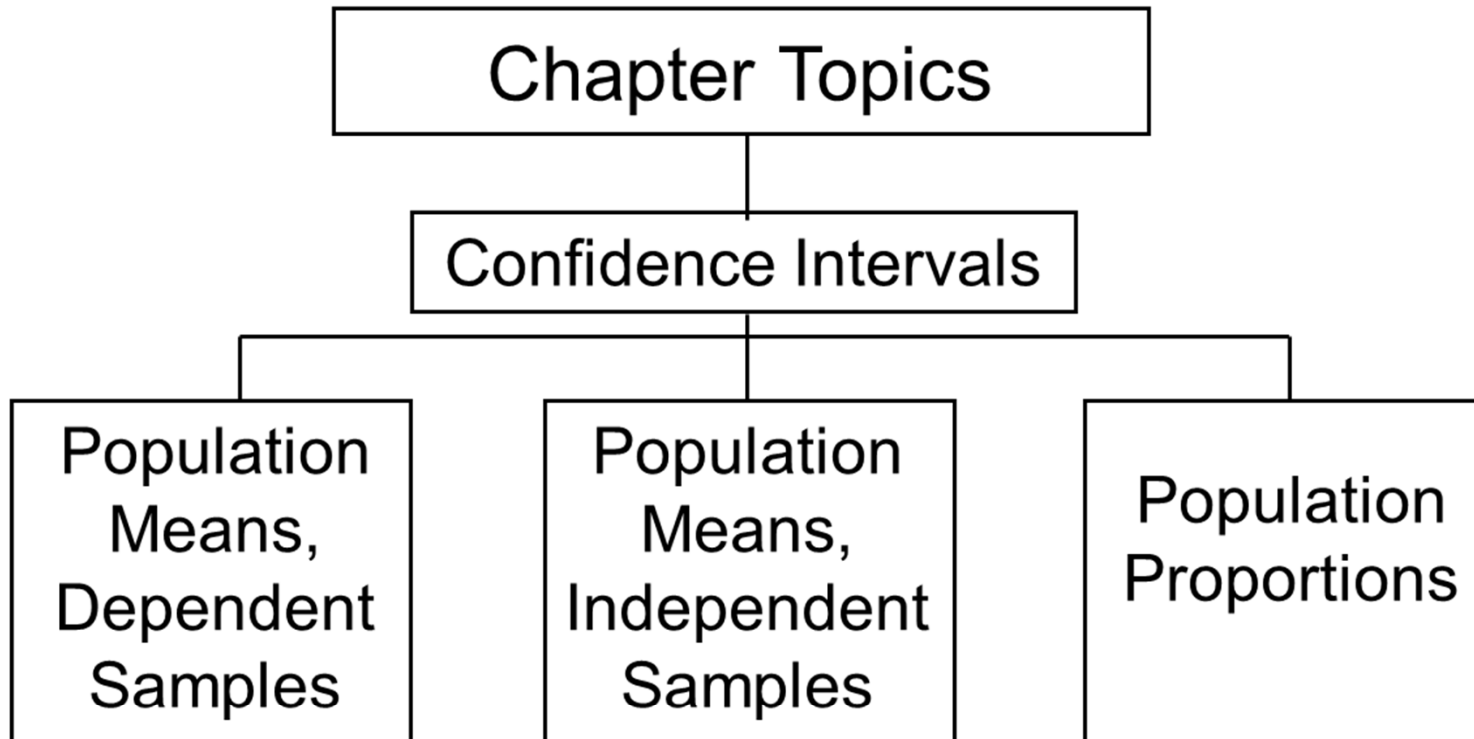 Chapter Topics
Confidence Intervals
Population
Means,
Dependent
Samples
Population
Means,
Independent
Samples
Population
Proportions